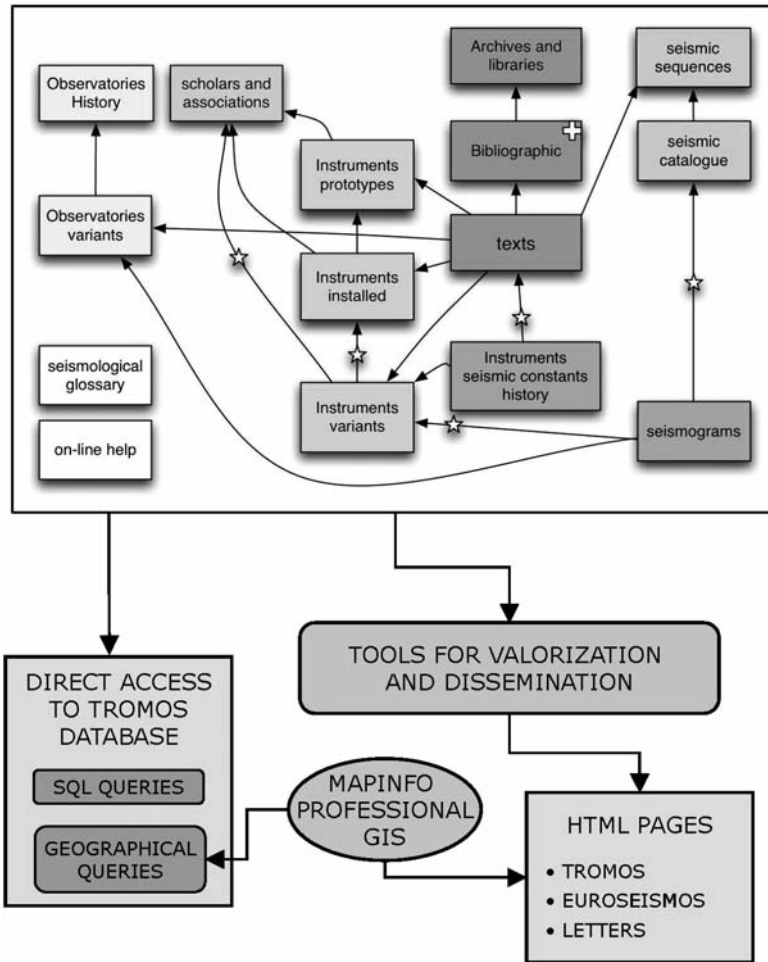 Archives and
libraries
seismic
sequences
Observatories
History
scholars and
associations
Bibliographic
seismic
catalogue
Instruments
prototypes
Observatories
variants
texts
Instruments
installed
seismological
glossary
Instruments
seismic constants
history
Instruments
variants
seismograms
on-line help
TOOLS FOR VALORIZATION
AND DISSEMINATION
DIRECT ACCESS
TO TROMOS
DATABASE
SQL QUERIES
GEOGRAPHICAL
QUERIES
MAPINFO
PROFESSIONAL
GIS
HTML PAGES
• TROMOS
• EUROSEISMOS
• LETTERS